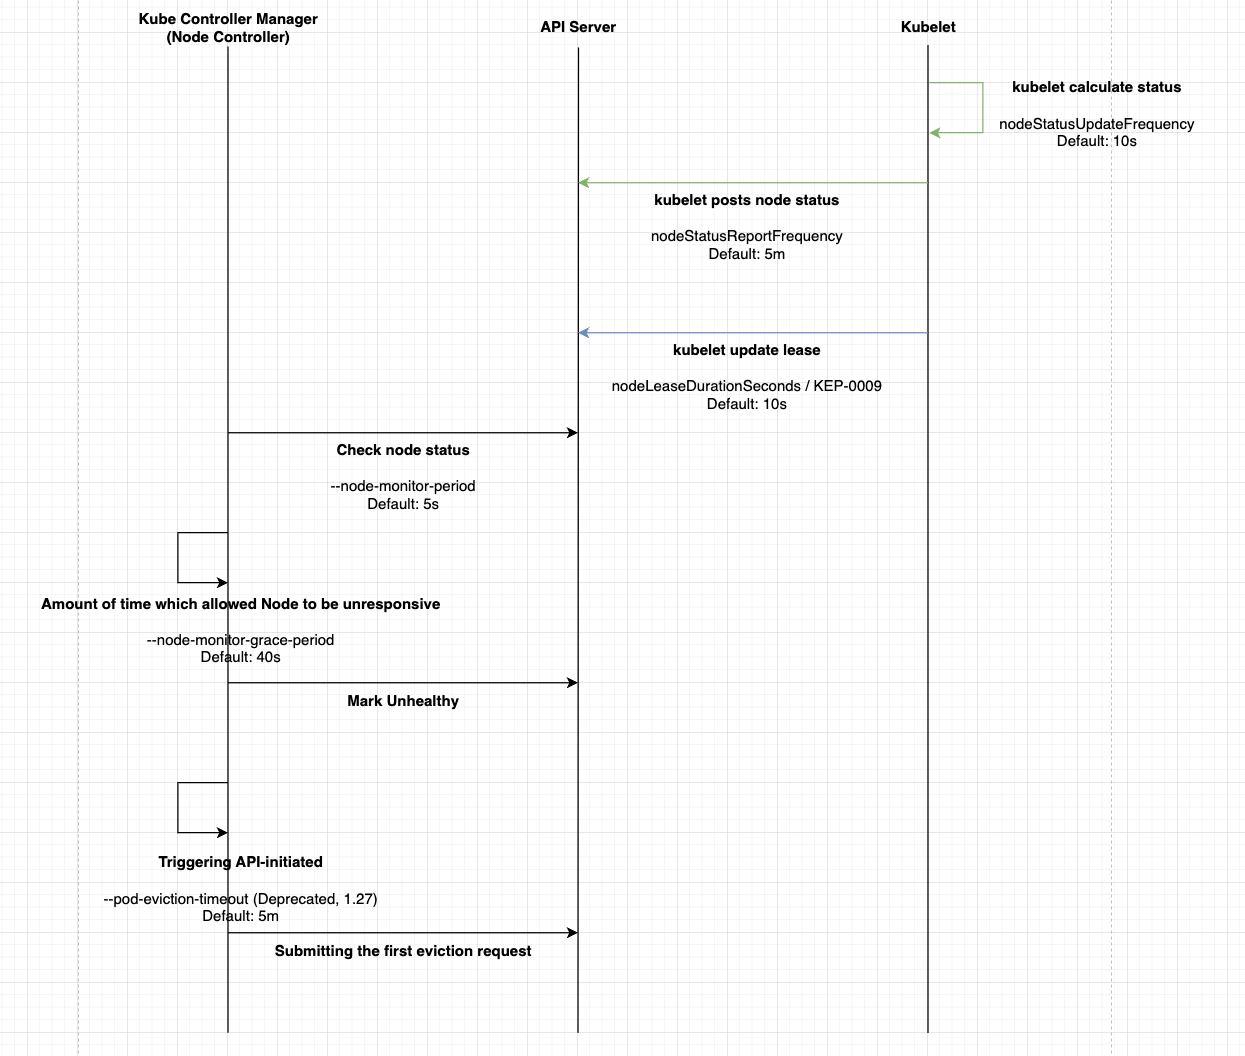 Kube Controller Manager
(Node Controller)
API Server
Kubelet
kubelet calculate status
nodeStatusUpdateFrequency
Default: 10s
kubelet posts node status
nodeStatusReportFrequency
Default: 5m
kubelet update lease
nodeLeaseDurationSeconds / KEP-0009
Default: 10s
Check node status
--node-monitor-period
Default: 5s
Amount of time which allowed Node to be unresponsive
--node-monitor-grace-period
Default: 40s
Mark Unhealthy
Triggering API-initiated
--pod-eviction-timeout (Deprecated, 1.27)
Default: 5m
Submitting the first eviction request